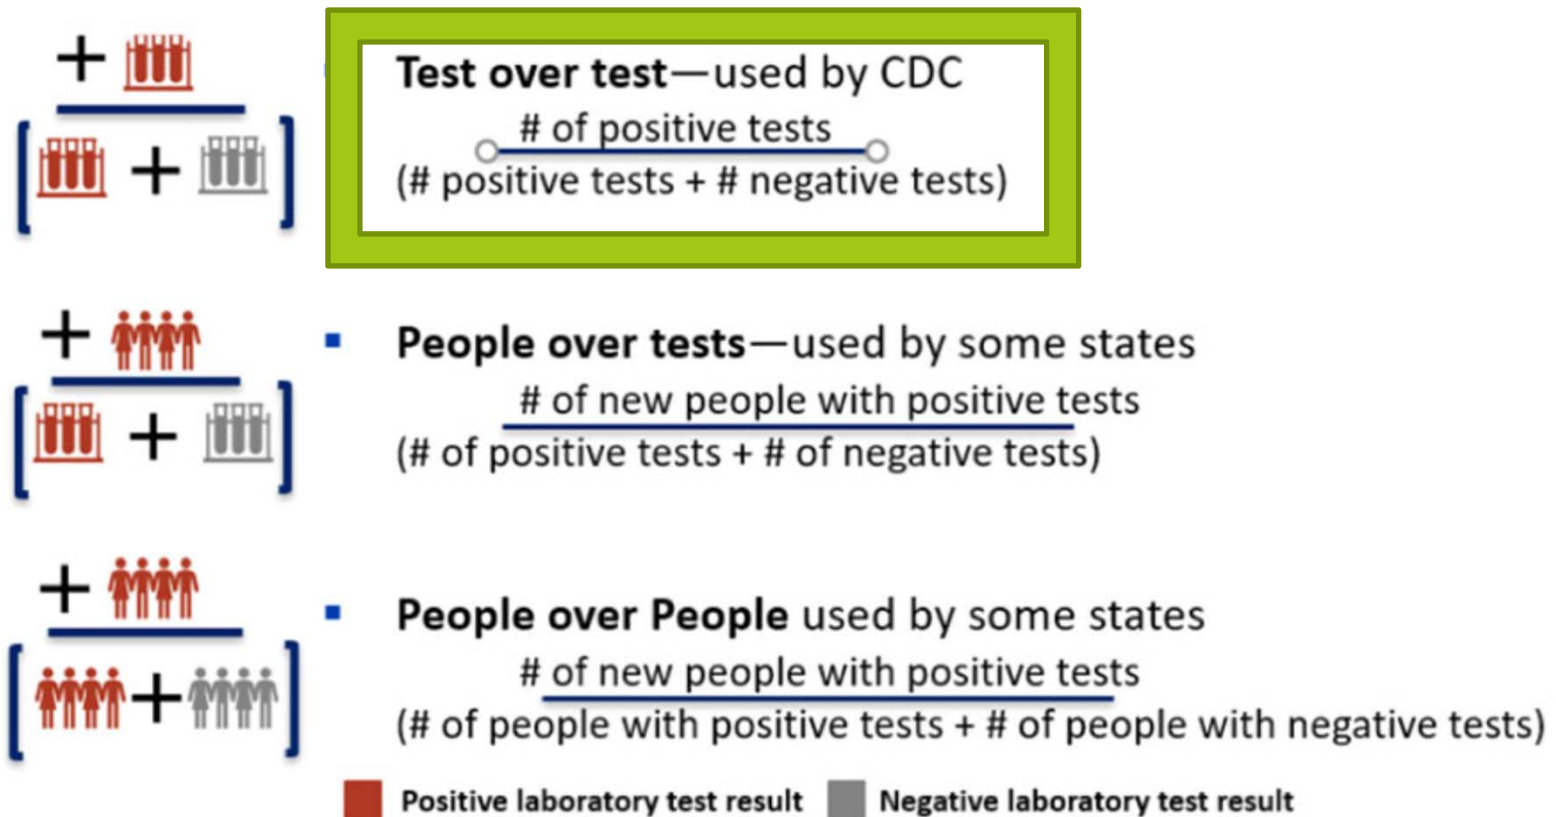 Test over test—used by CDC
# of positive tests
(# positive tests + # negative tests)
People over tests—used by some states
# of new people with positive tests
(# of positive tests + # of negative tests)
People over People used by some states
# of new people with positive tests
(# of people with positive tests + # of people with negative tests)
Positive laboratory test result Negative laboratory test result